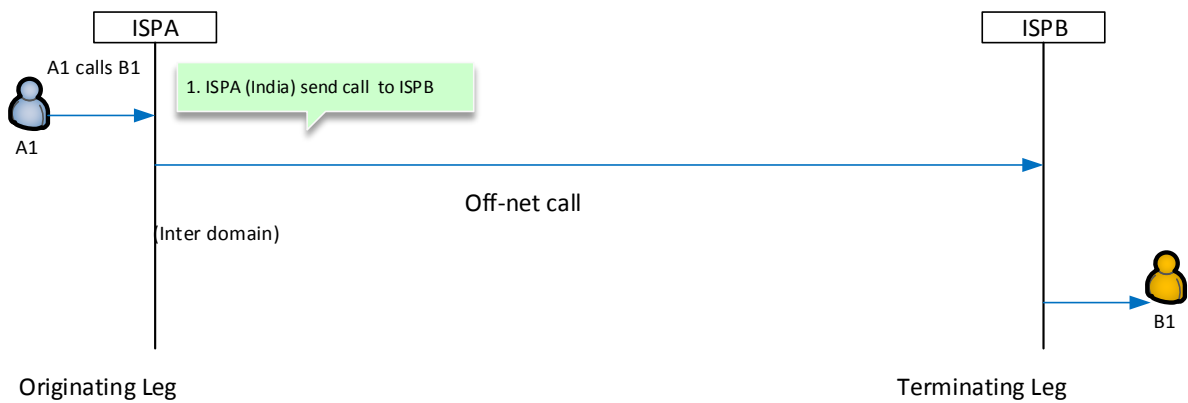 ISPA
ISPB
A1 calls B1
1. ISPA (India) send call  to ISPB
A1
Off-net call
(Inter domain)
B1
Originating Leg
Terminating Leg